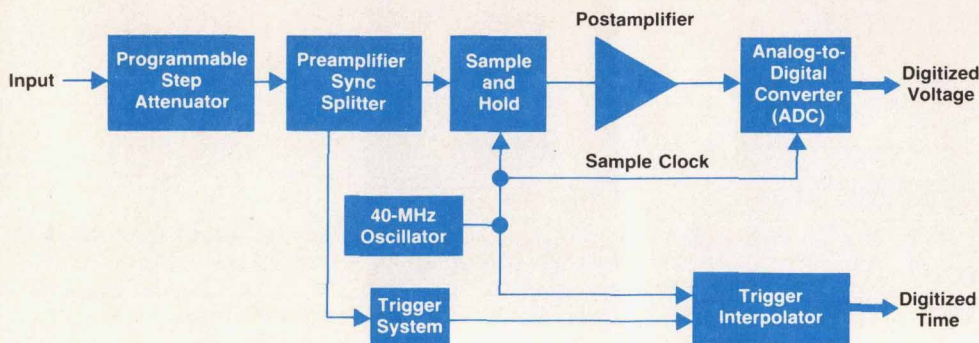 Postamplifier
Input
Programmable
Step
Attenuator
Preamplifier
Sync
Splitter
Sample
and
Hold
Analog-to-
Digital
Converter
(ADC)
Digitized
Voltage
Sample Clock
40-MHz
Oscillator
Trigger
System
Trigger
Interpolator
Digitized
Time